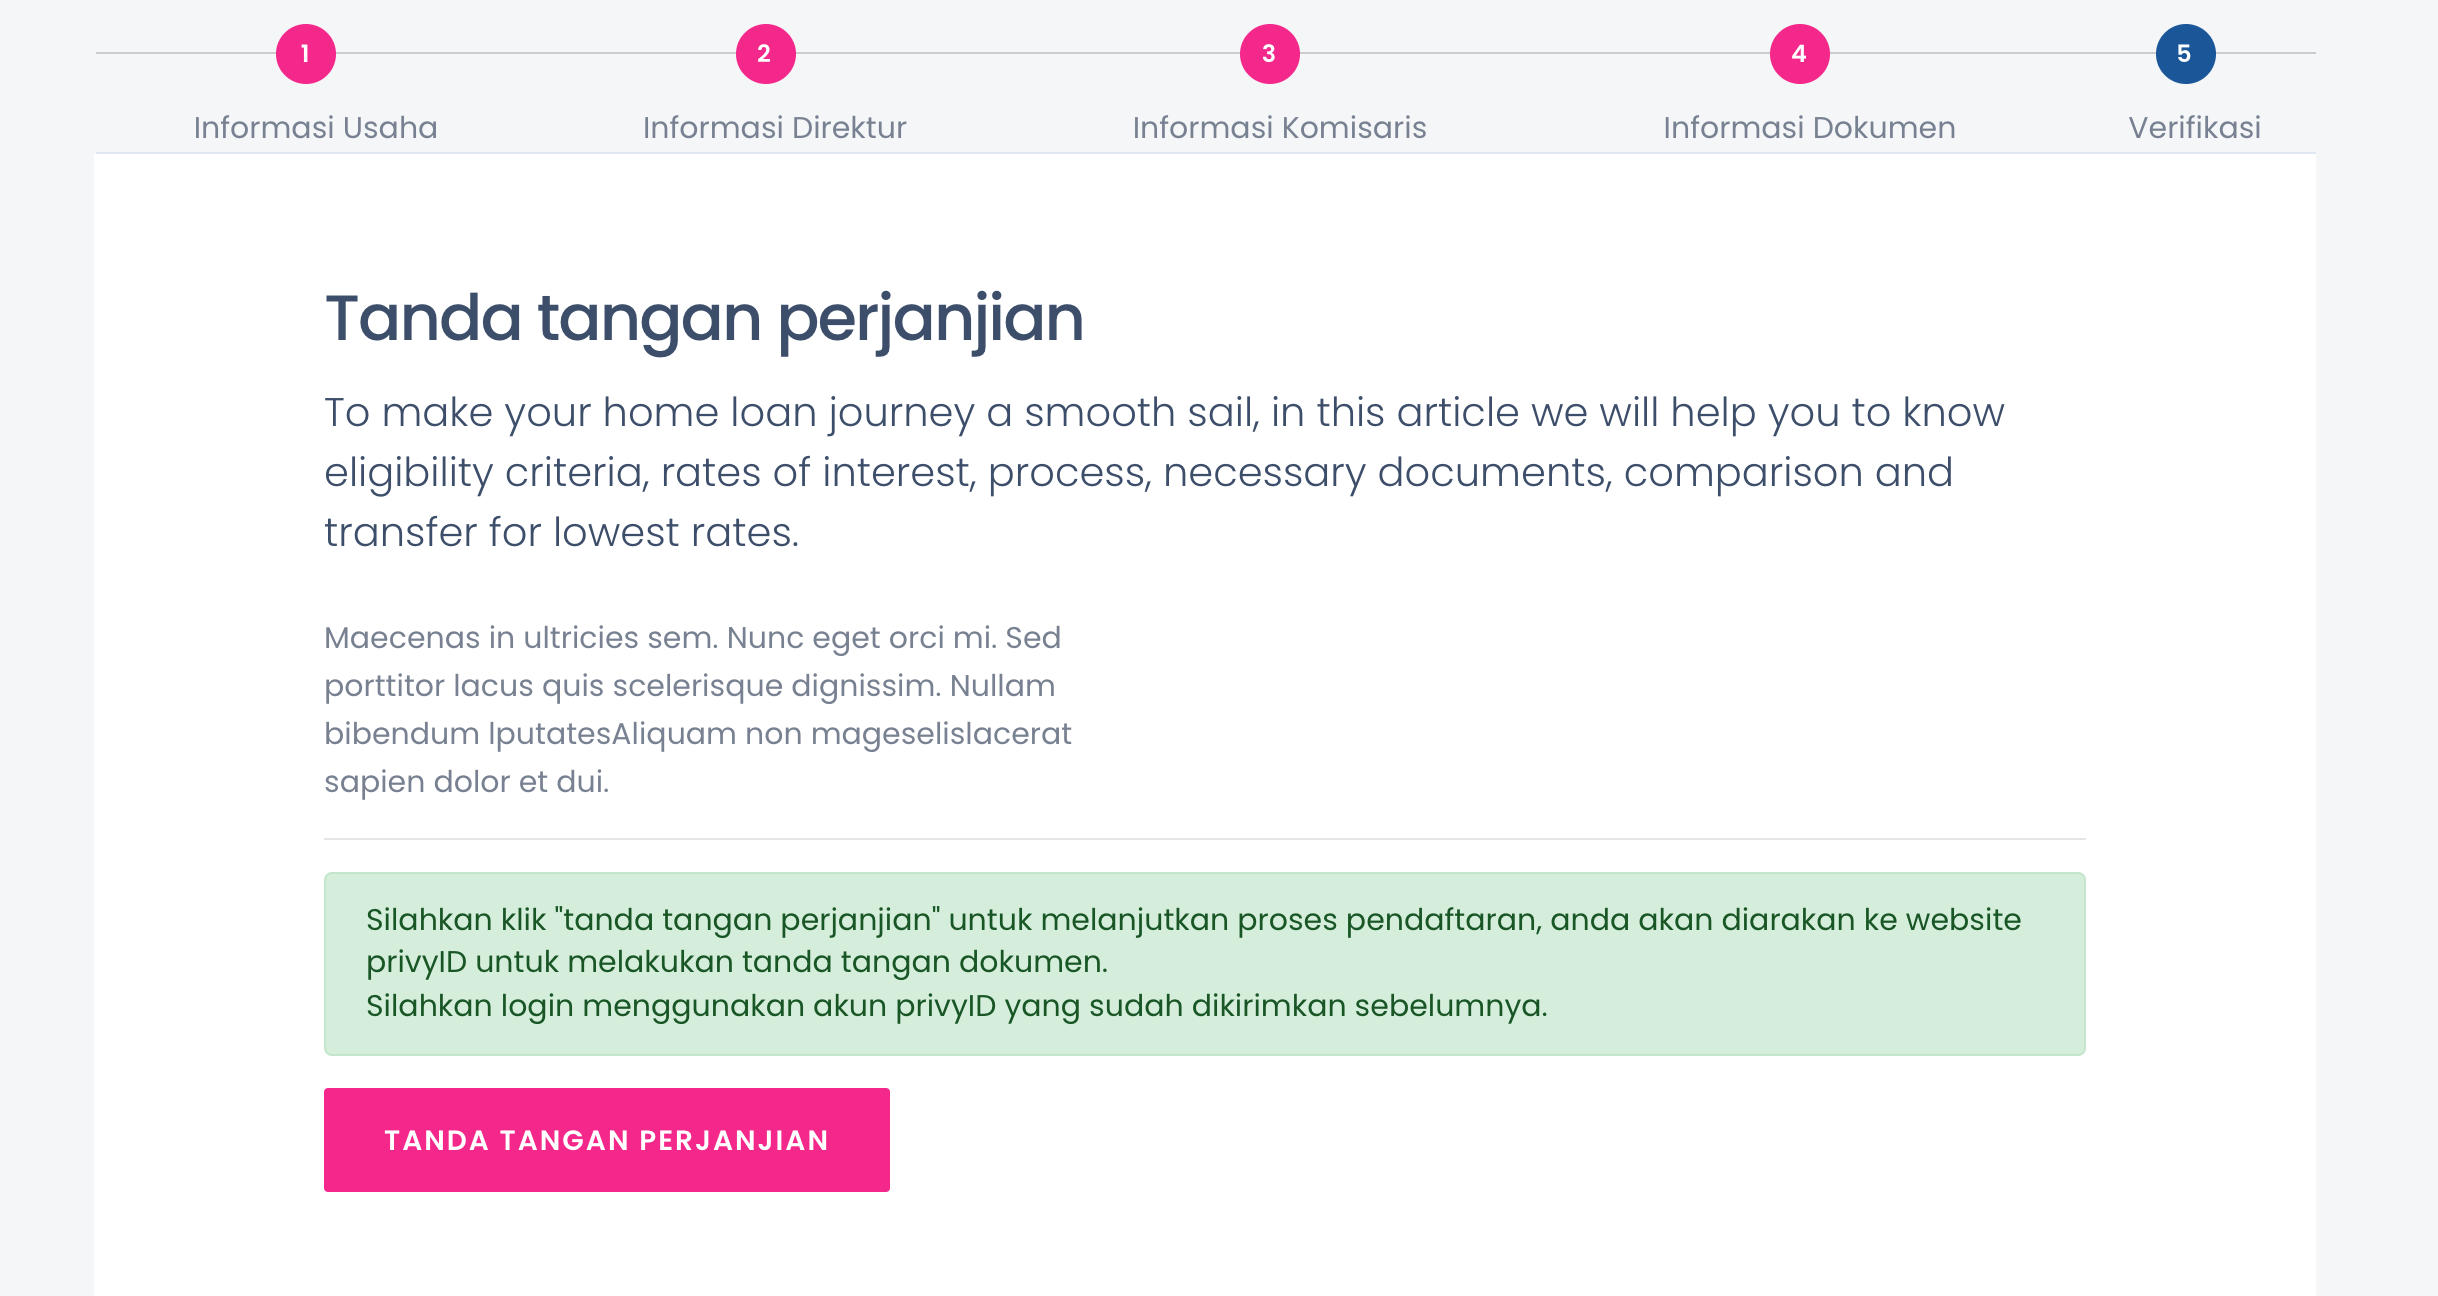 1
2
3
4
5
Informasi Usaha
Informasi Direktur
Informasi Komisaris
Informasi Dokumen
Verifikasi
Tanda tangan perjanjian
To make your home loan journey a smooth sail, in this article we will help you to know
eligibility criteria, rates of interest, process, necessary documents, comparison and
transfer for lowest rates.
Maecenas in ultricies sem. Nunc eget orci mi. Sed
porttitor lacus quis scelerisque dignissim. Nullam
bibendum lputatesAliquam non mageselislacerat
sapien dolor et dui.
Silahkan klik "tanda tangan perjanjian" untuk melanjutkan proses pendaftaran, anda akan diarakan ke website
privyID untuk melakukan tanda tangan dokumen.
Silahkan login menggunakan akun privyID yang sudah dikirimkan sebelumnya.
TANDA TANGAN PERJANJIAN